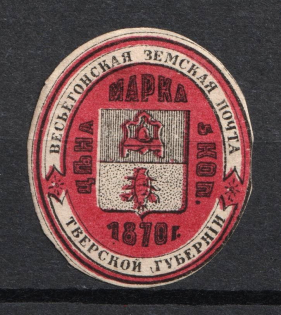 ВЕСЬЕГОНСКАЯ ЗЕМСКАЯ ПОЧТА
МАРКА
ЦѢНА
5 КОП.
1870 г.
ТВЕРСКОЙ ГУБЕРНІИ